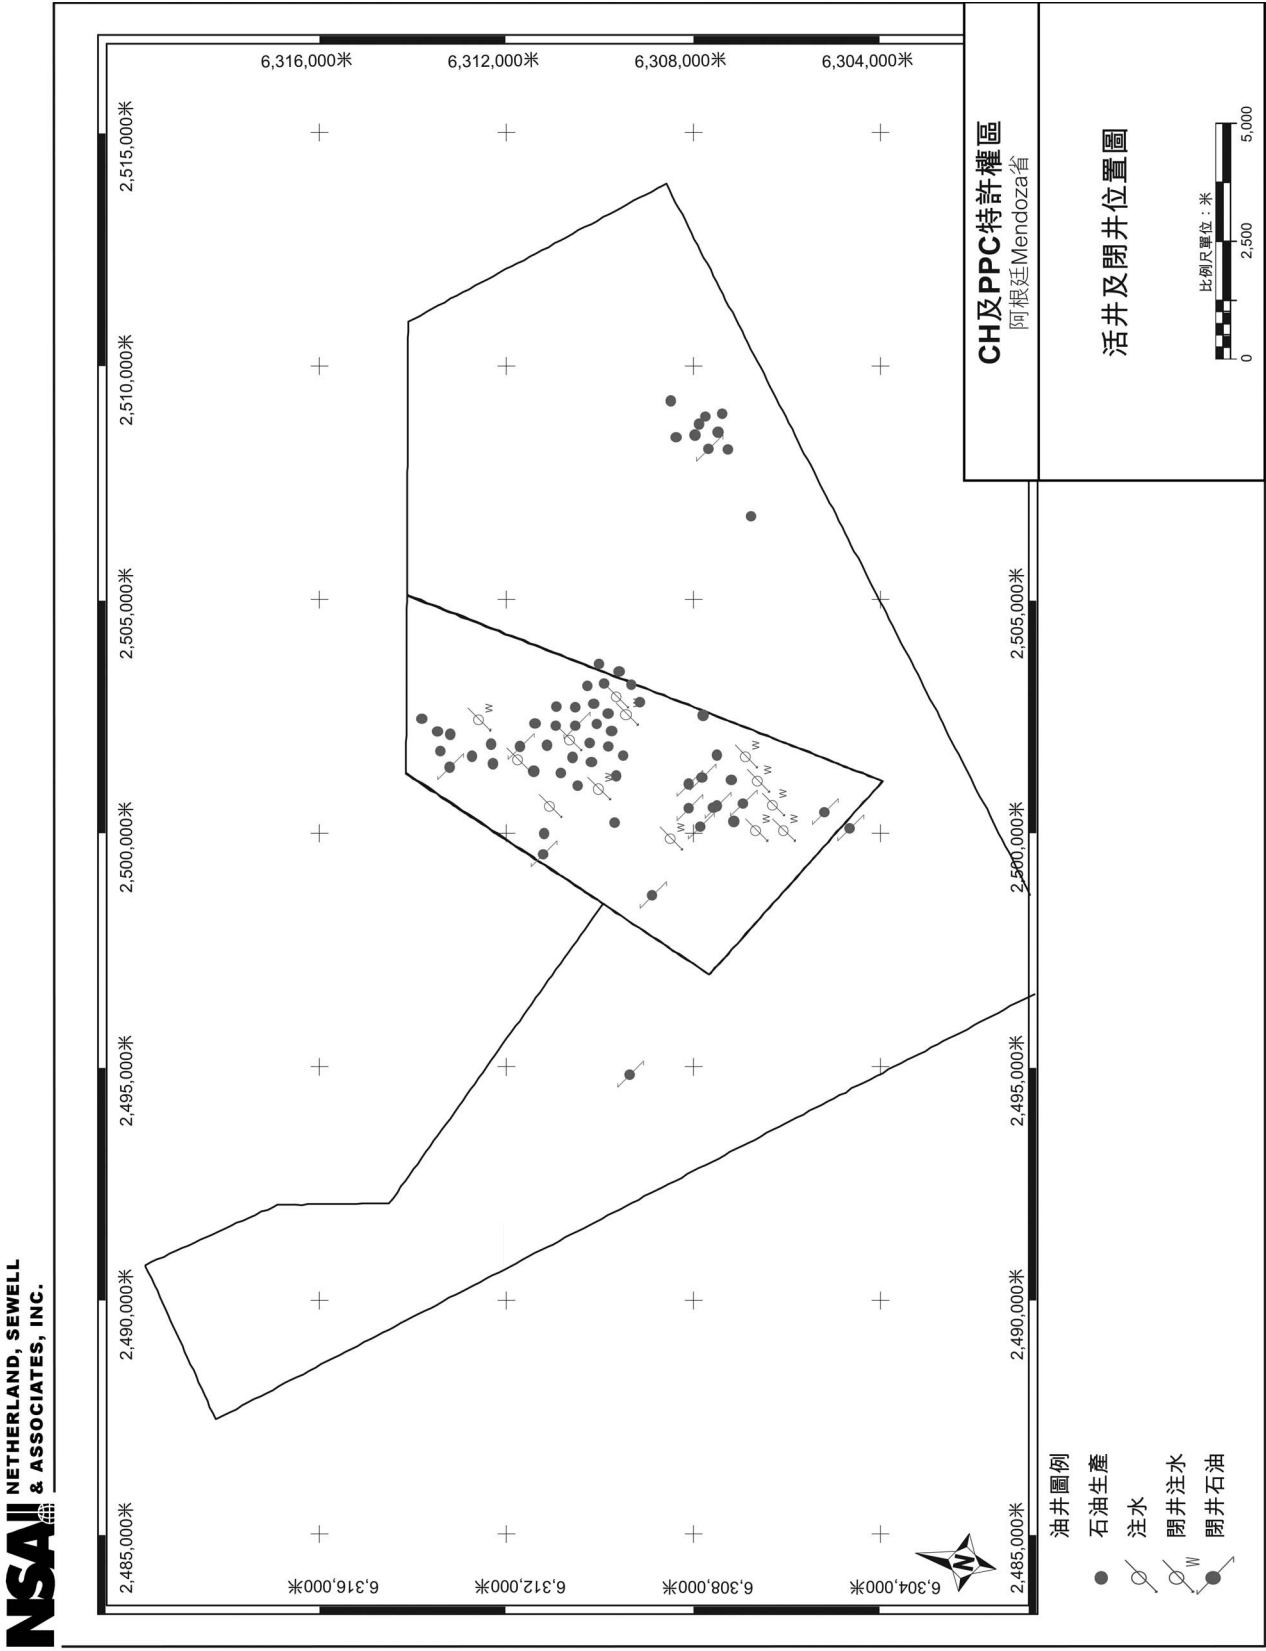 NSAI NETHERLAND, SEWELL
& ASSOCIATES, INC.
6,316,000米
6,312,000米
6,308,000米
6,304,000米
2,485,000米
2,490,000米
2,495,000米
2,500,000米
2,505,000米
2,510,000米
2,515,000米
W
W
W
W
W
W
W
W
W
6,316,000米
6,312,000米
6,308,000米
6,304,000米
N
2,485,000米
2,490,000米
2,495,000米
2,500,000米
2,505,000米
油井圖例
石油生產
注水
W
閉井注水
閉井石油
CH及PPC特許權區
阿根廷Mendoza省
活井及閉井位置圖
比例尺單位：米
0
2,500
5,000